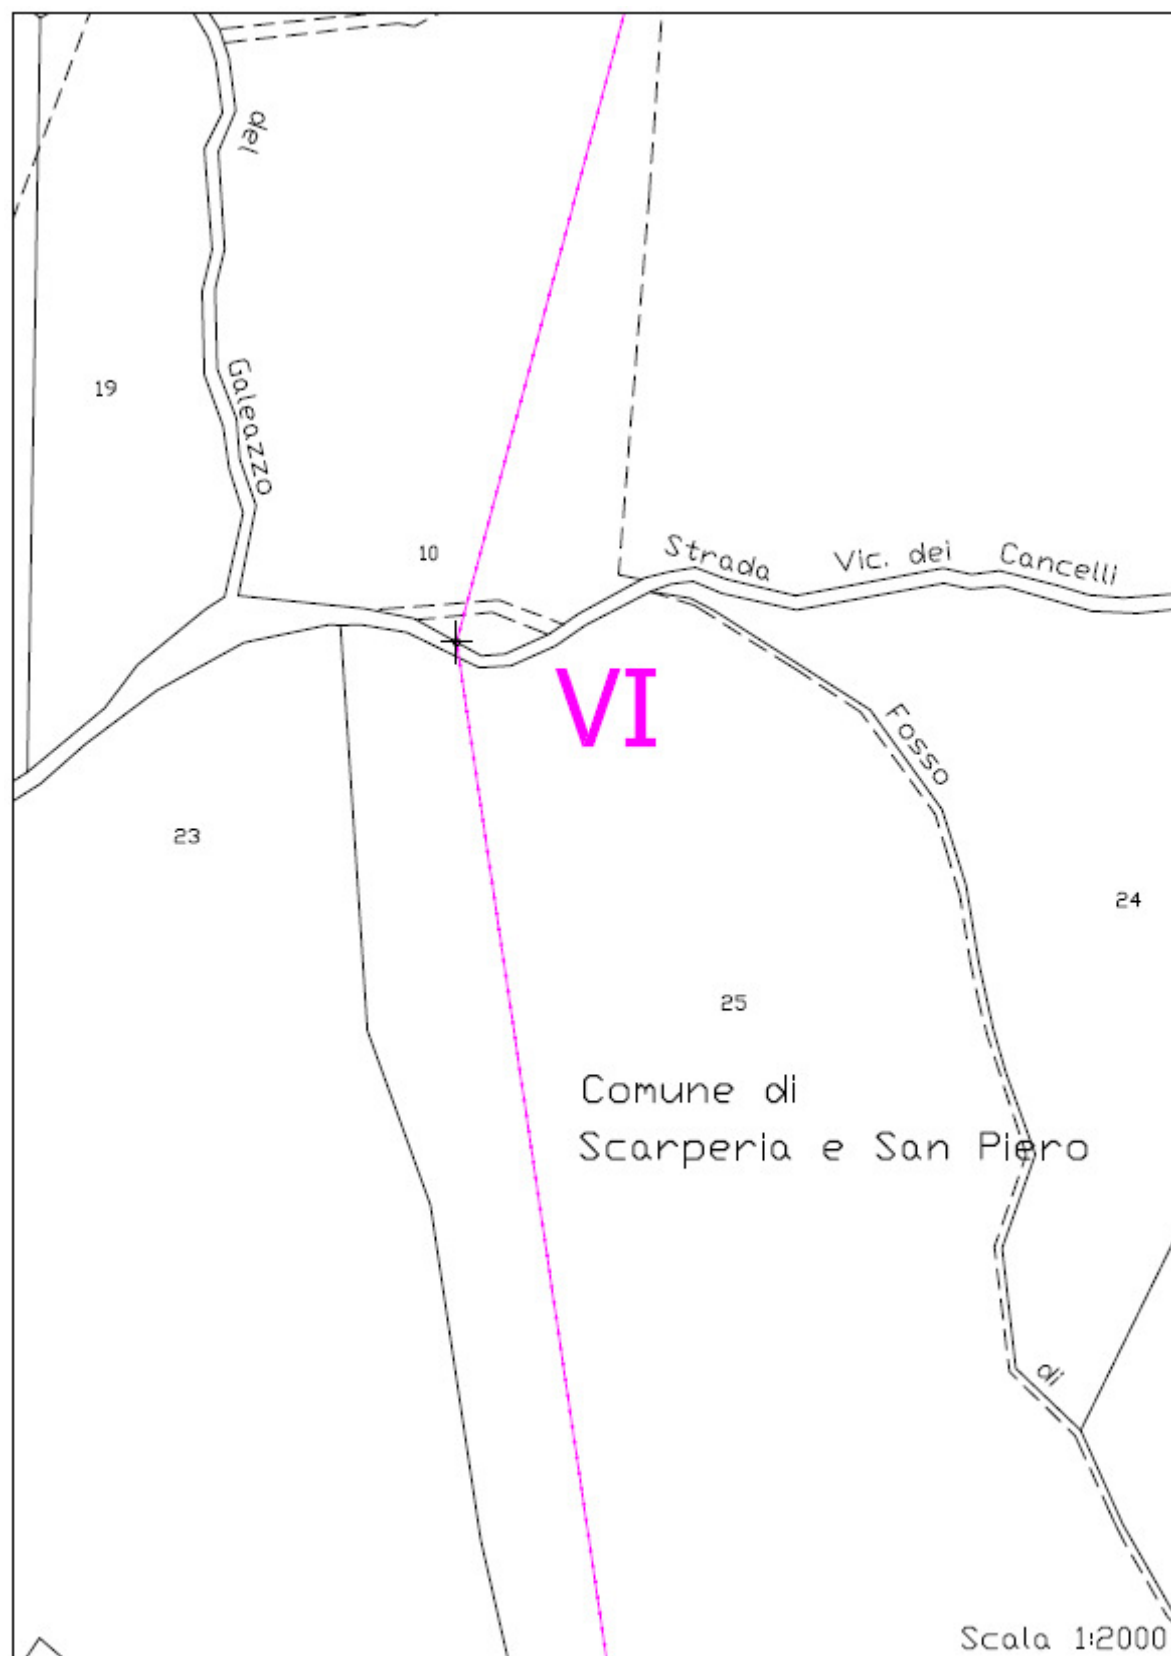 del
Galeazzo
19
10
Strada Vic. dei Cancelli
VI
Fosso
23
24
25
Comune di
Scarperia e San Piero
di
Scala 1:2000